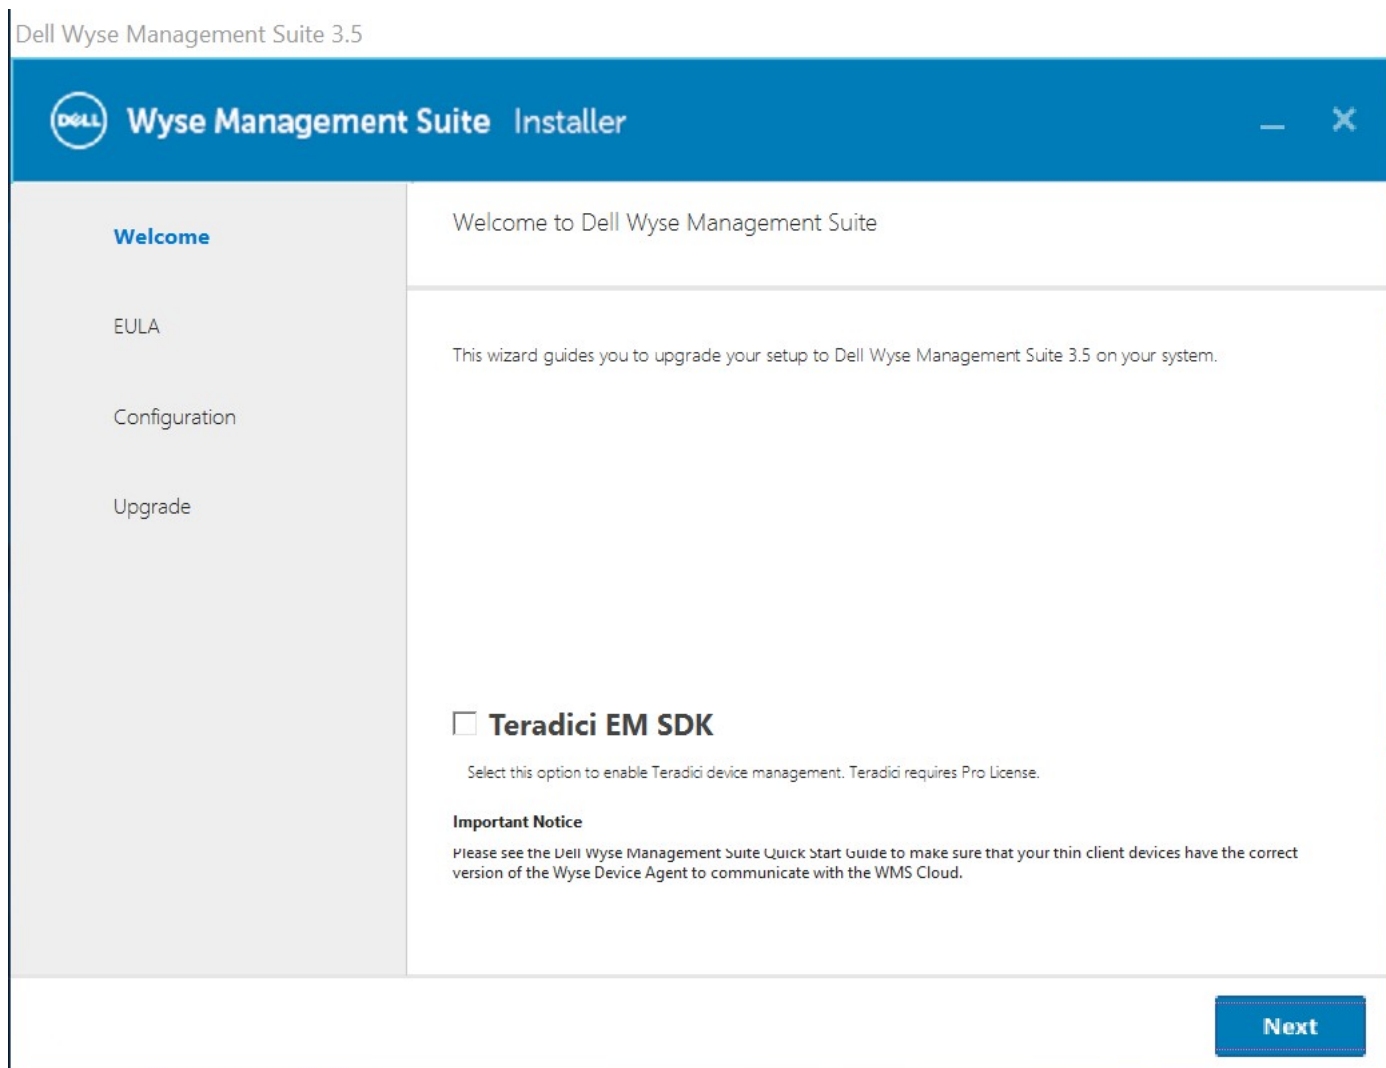 Dell Wyse Management Suite 3.5
DELL Wyse Management Suite Installer
Welcome
Welcome to Dell Wyse Management Suite
EULA
This wizard guides you to upgrade your setup to Dell Wyse Management Suite 3.5 on your system.
Configuration
Upgrade
Teradici EM SDK
Select this option to enable Teradici device management. Teradici requires Pro License.
Important Notice
Please see the Dell Wyse Management Suite Quick Start Guide to make sure that your thin client devices have the correct
version of the Wyse Device Agent to communicate with the WMS Cloud.
Next